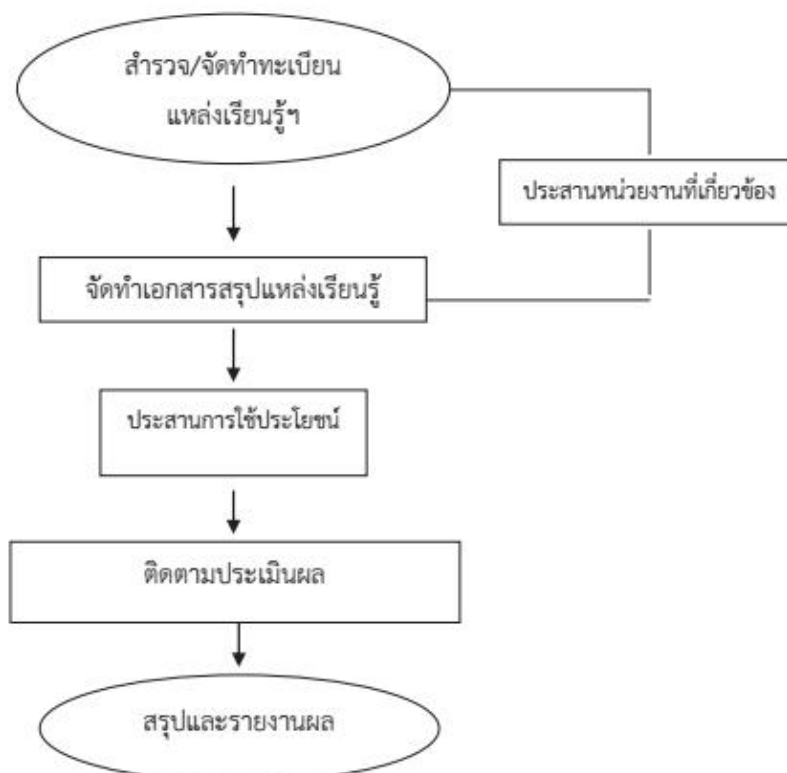 สำรวจ/จัดทำทะเบียน
แหล่งเรียนรู้ฯ
ประสานหน่วยงานที่เกี่ยวข้อง
จัดทำเอกสารสรุปแหล่งเรียนรู้
ประสานการใช้ประโยชน์
ติดตามประเมินผล
สรุปและรายงานผล